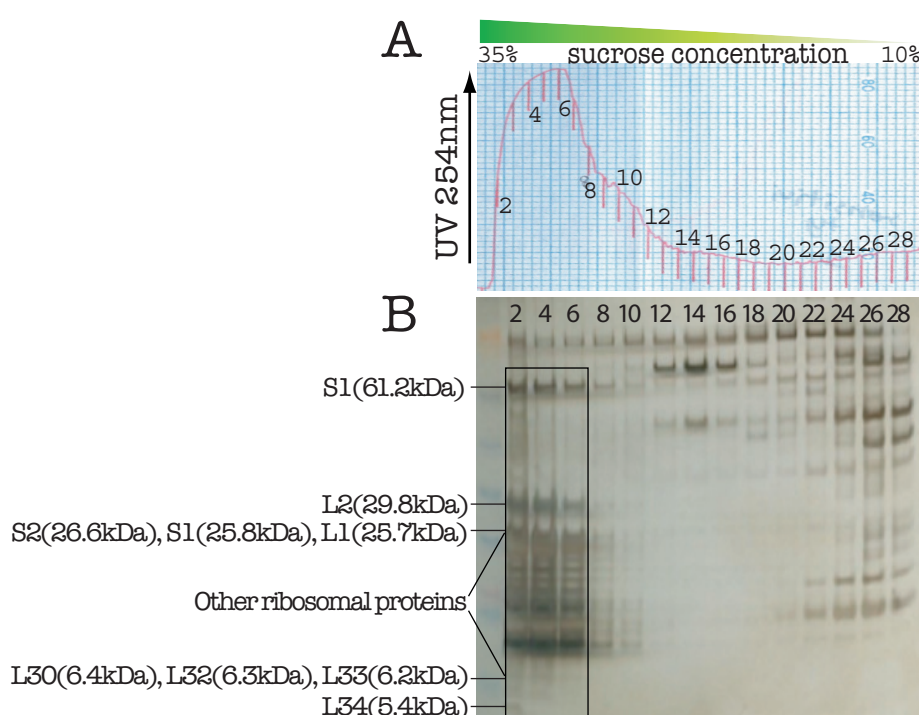 A
35% sucrose concentration 10%
UV 254nm
80
60
40
2
4
6
8
10
12
14 16 18 20 22 24 26 28
B
2 4 6 8 10 12 14 16 18 20 22 24 26 28
S1(61.2kDa)
L2(29.8kDa)
S2(26.6kDa), S1(25.8kDa), L1(25.7kDa)
Other ribosomal proteins
L30(6.4kDa), L32(6.3kDa), L33(6.2kDa)
L34(5.4kDa)